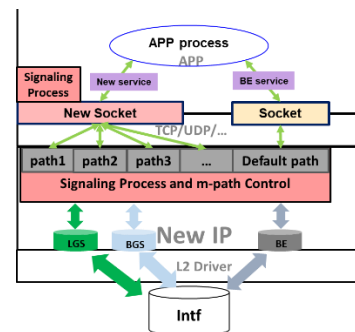 APP process
APP
Signaling
Process
New service
BE service
New Socket
Socket
TCP/UDP/...
path1
path2
path3
...
Default path
Signaling Process and m-path Control
New IP
LGS
BGS
BE
L2 Driver
Intf